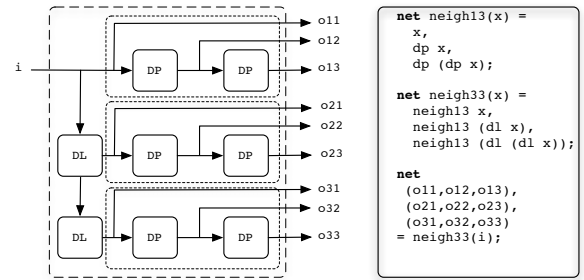 o11
o12
i
DP
DP
o13
o21
o22
DL
DP
DP
o23
o31
o32
DL
DP
DP
o33
net neigh13(x) =
x,
dp x,
dp (dp x);
net neigh33(x) =
neigh13 x,
neigh13 (dl x),
neigh13 (dl (dl x));
net
(o11,o12,o13),
(o21,o22,o23),
(o31,o32,o33)
= neigh33(i);